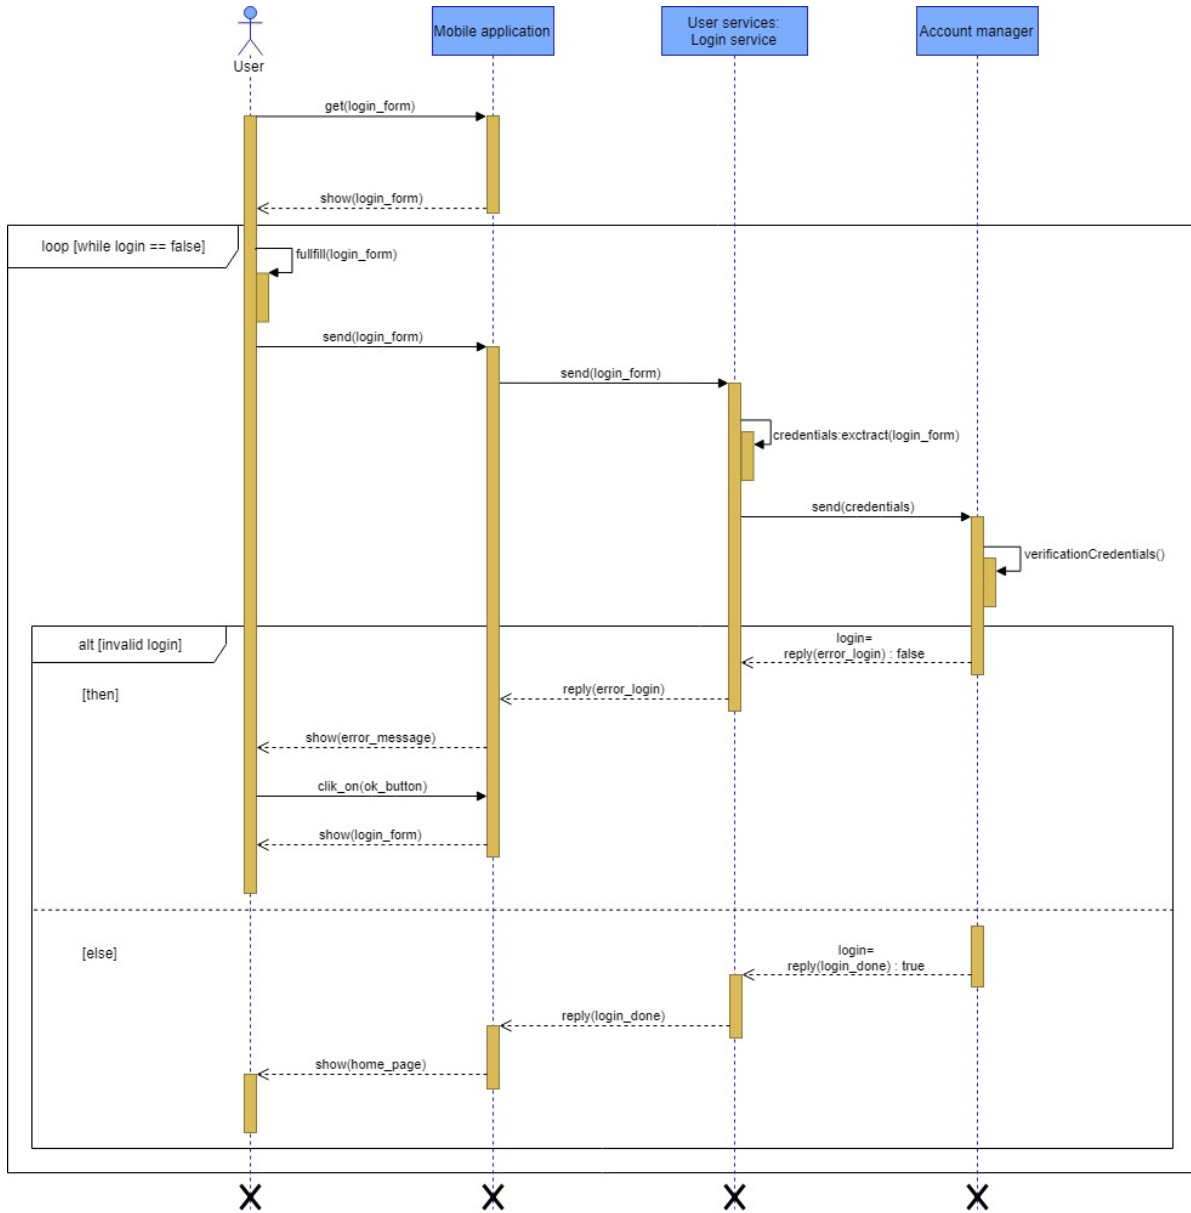 User
Mobile application
User services:
Login service
Account manager
get(login_form)
show(login_form)
loop [while login == false]
fullfill(login_form)
send(login_form)
send(login_form)
credentials:exctract(login_form)
send(credentials)
verificationCredentials()
alt [invalid login]
login=
reply(error_login) : false
[then]
reply(error_login)
show(error_message)
clik_on(ok_button)
show(login_form)
[else]
login=
reply(login_done) : true
reply(login_done)
show(home_page)